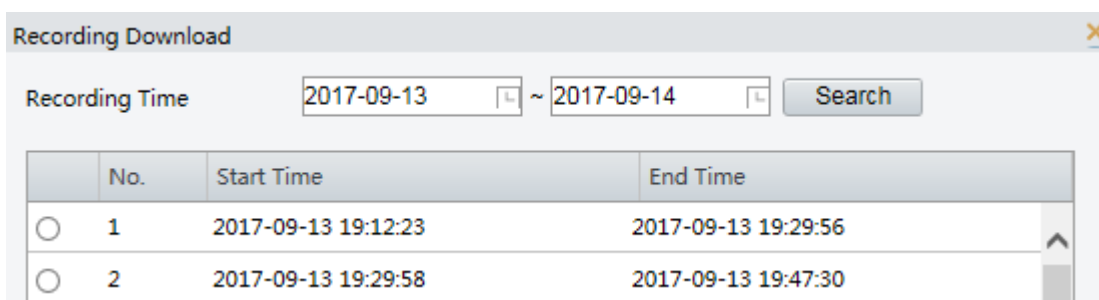 Recording Download
Recording Time 2017-09-13 ~ 2017-09-14 Search
No. Start Time End Time
1 2017-09-13 19:12:23 2017-09-13 19:29:56
2 2017-09-13 19:29:58 2017-09-13 19:47:30